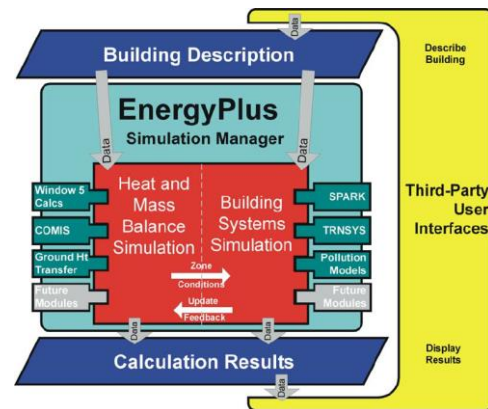 Data
Building Description
Describe
Building
EnergyPlus
Simulation Manager
Data
Data
Window 5
Calcs
COMIS
Ground Ht
Transfer
Future
Modules
Heat and
Mass
Balance
Simulation
Building
Systems
Simulation
Zone
Conditions
Update
Feedback
SPARK
TRNSYS
Pollution
Models
Future
Modules
Third-Party
User
Interfaces
Data
Data
Calculation Results
Display
Results
Data